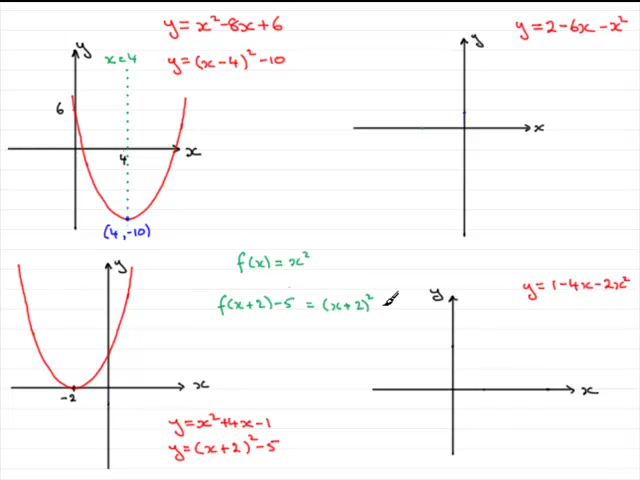 y = x² - 8x + 6
y = (x - 4)² - 10
y
x = 4
6
4
x
(4, -10)
y = 2 - 6x - x²
y
x
f(x) = x²
f(x+2) - 5 = (x+2)²
y
x
-2
y = x² + 4x - 1
y = (x+2)² - 5
y = 1 - 4x - 2x²
y
x